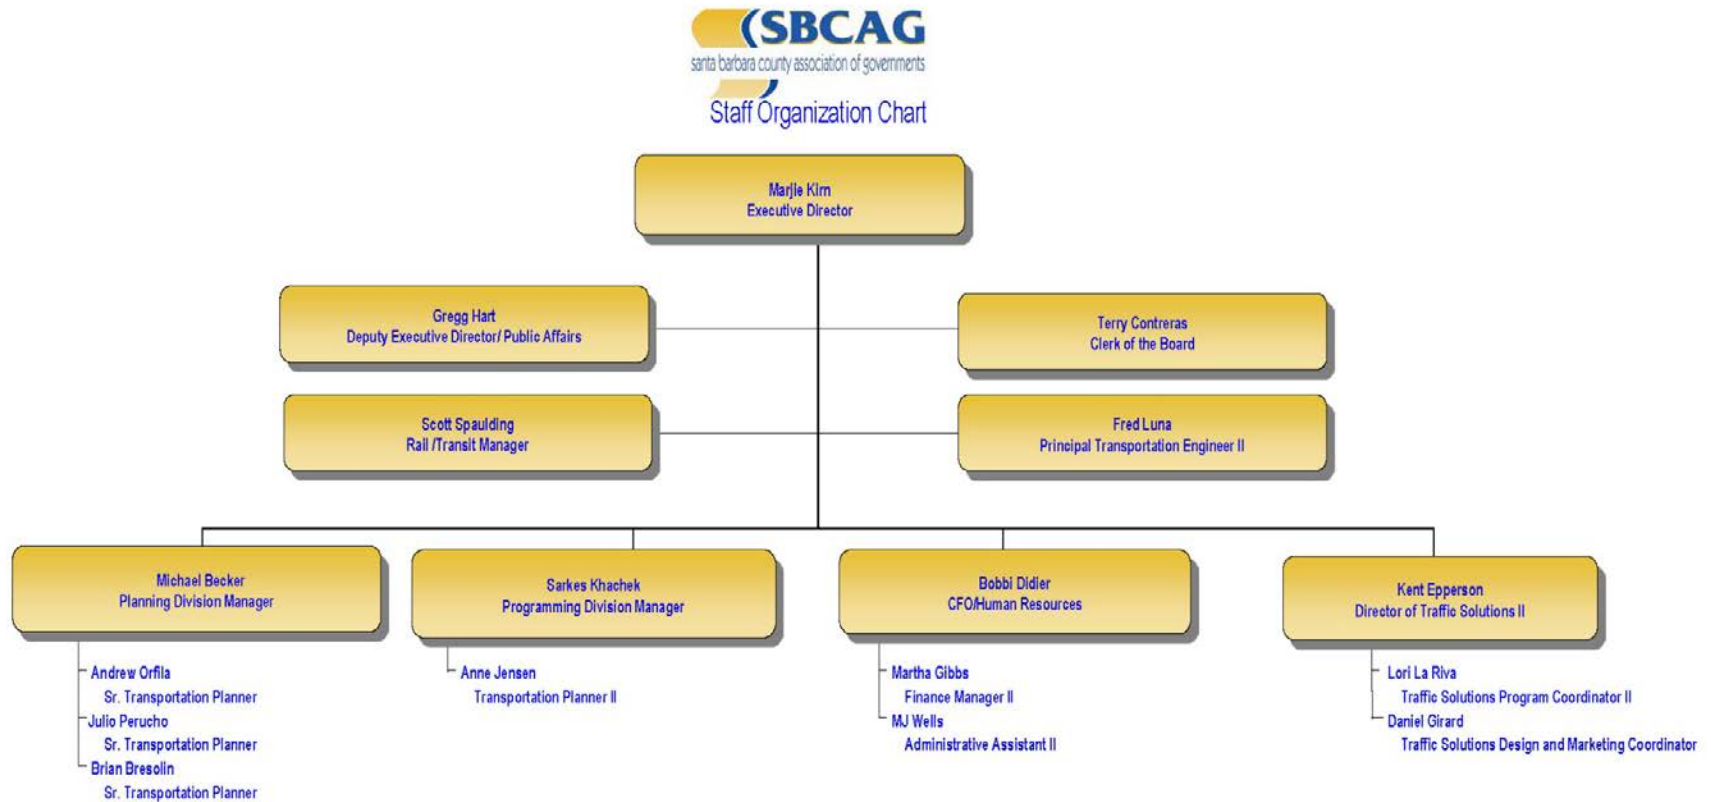 SBCAG
santa barbara county association of governments
Staff Organization Chart
Marjie Kirn
Executive Director
Gregg Hart
Deputy Executive Director/ Public Affairs
Terry Contreras
Clerk of the Board
Scott Spaulding
Rail /Transit Manager
Fred Luna
Principal Transportation Engineer II
Michael Becker
Planning Division Manager
Sarkes Khachek
Programming Division Manager
Bobbi Didier
CFO/Human Resources
Kent Epperson
Director of Traffic Solutions II
Andrew Orfila
Sr. Transportation Planner
Julio Perucho
Sr. Transportation Planner
Brian Bresolin
Sr. Transportation Planner
Anne Jensen
Transportation Planner II
Martha Gibbs
Finance Manager II
MJ Wells
Administrative Assistant II
Lori La Riva
Traffic Solutions Program Coordinator II
Daniel Girard
Traffic Solutions Design and Marketing Coordinator